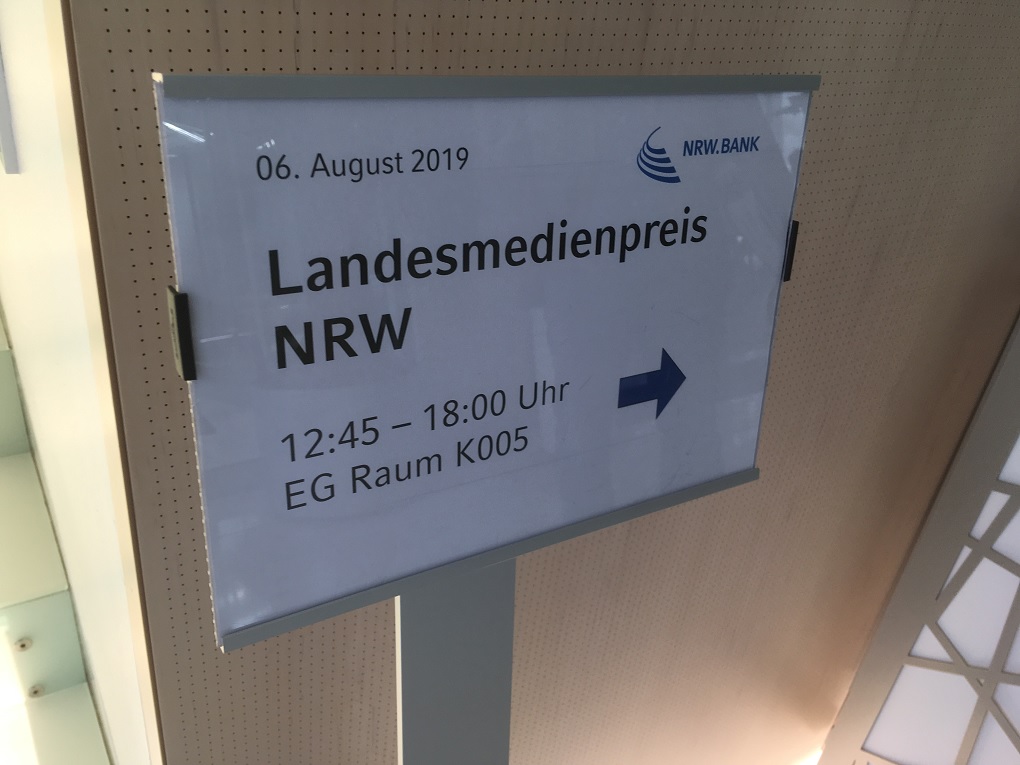 06. August 2019
NRW.BANK
Landesmedienpreis
NRW
12:45 – 18:00 Uhr
EG Raum K005